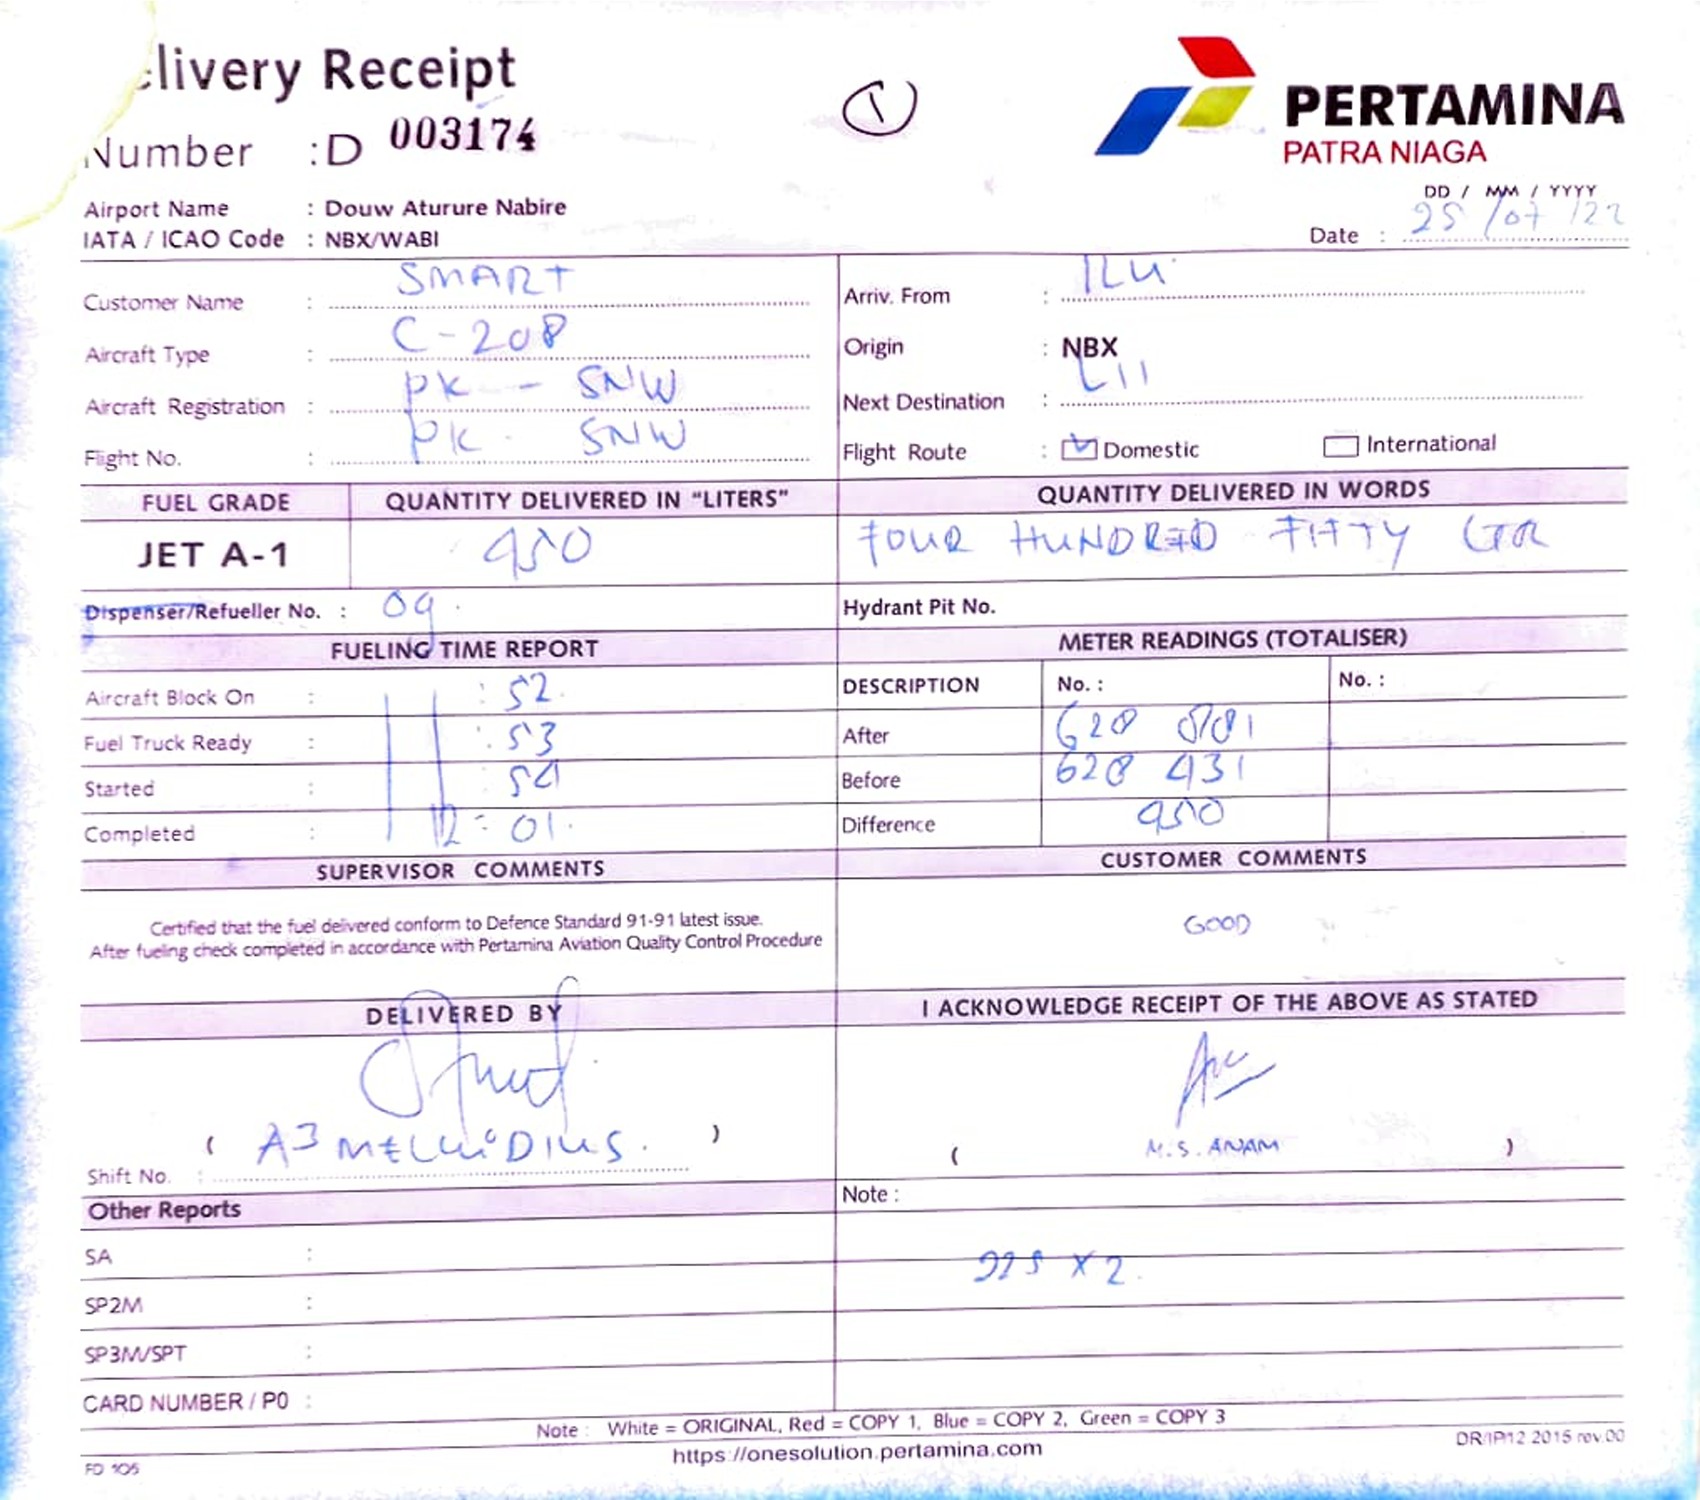 elivery Receipt
Number : D 003174
1
PERTAMINA
PATRA NIAGA
Airport Name : Douw Aturure Nabire
IATA / ICAO Code : NBX/WABI
DD / MM / YYYY
Date : 25 / 07 / 22
Customer Name : SMART
Aircraft Type : C-208
Aircraft Registration : PK - SNW
Flight No. : PK - SNW
Arriv. From : ILU
Origin : NBX
Next Destination :
Flight Route : Domestic International
FUEL GRADE QUANTITY DELIVERED IN "LITERS" QUANTITY DELIVERED IN WORDS
JET A-1 450 FOUR HUNDRED FIFTY LTR
Dispenser/Refueller No. : 09 Hydrant Pit No.
FUELING TIME REPORT
Aircraft Block On : 11 : 52
Fuel Truck Ready : : 53
Started : 54
Completed : 12 : 01
METER READINGS (TOTALISER)
DESCRIPTION No. : No. :
After 628 881
Before 628 431
Difference 450
SUPERVISOR COMMENTS
Certified that the fuel delivered conform to Defence Standard 91-91 latest issue.
After fueling check completed in accordance with Pertamina Aviation Quality Control Procedure
CUSTOMER COMMENTS
GOOD
DELIVERED BY
( )
Shift No. :
I ACKNOWLEDGE RECEIPT OF THE ABOVE AS STATED
( M.S. ANAM )
Other Reports
SA :
SP2M :
SP3M/SPT :
CARD NUMBER / P0 :
Note :
225 X 2
Note : White = ORIGINAL, Red = COPY 1, Blue = COPY 2, Green = COPY 3
https://onesolution.pertamina.com
FD 105
DR/IP/12 2015 rev.00